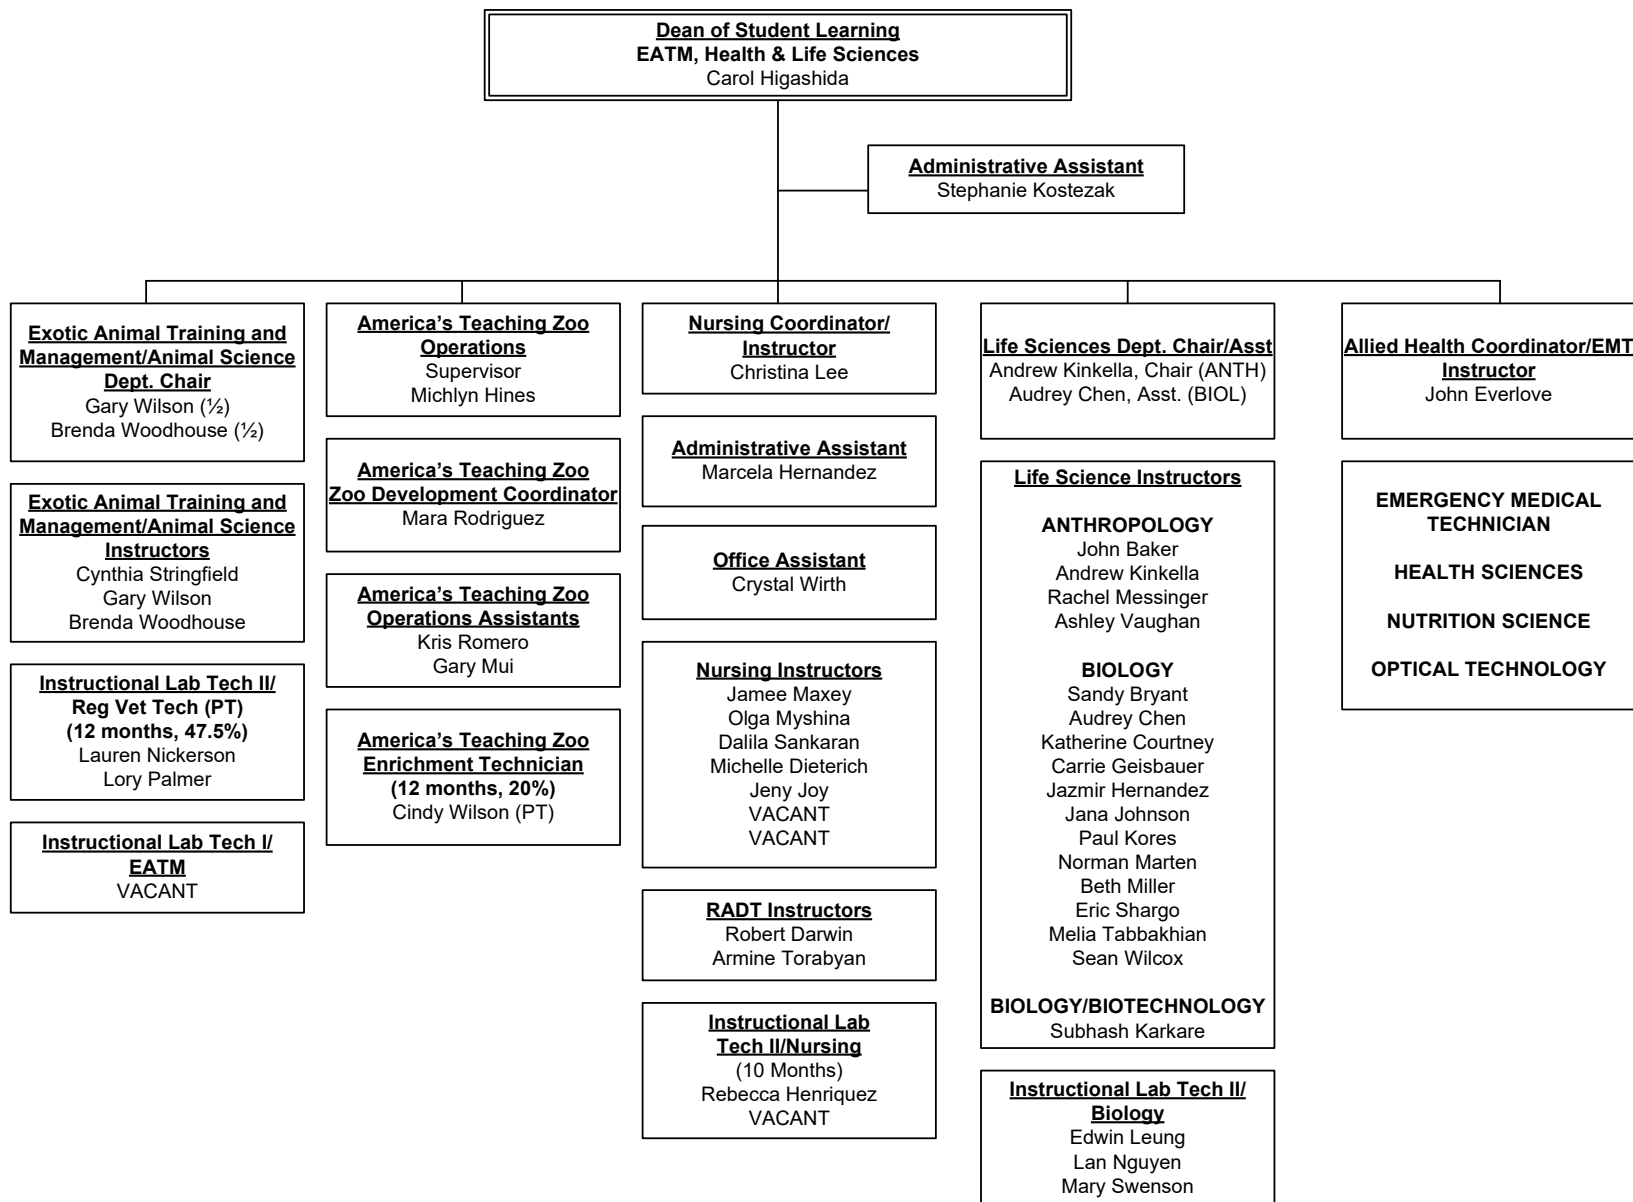 Dean of Student Learning
EATM, Health & Life Sciences
Carol Higashida
Administrative Assistant
Stephanie Kostezak
Exotic Animal Training and
Management/Animal Science
Dept. Chair
Gary Wilson (½)
Brenda Woodhouse (½)
Exotic Animal Training and
Management/Animal Science
Instructors
Cynthia Stringfield
Gary Wilson
Brenda Woodhouse
Instructional Lab Tech II/
Reg Vet Tech (PT)
(12 months, 47.5%)
Lauren Nickerson
Lory Palmer
Instructional Lab Tech I/
EATM
VACANT
America's Teaching Zoo
Operations
Supervisor
Michlyn Hines
America's Teaching Zoo
Zoo Development Coordinator
Mara Rodriguez
America's Teaching Zoo
Operations Assistants
Kris Romero
Gary Mui
America's Teaching Zoo
Enrichment Technician
(12 months, 20%)
Cindy Wilson (PT)
Nursing Coordinator/
Instructor
Christina Lee
Administrative Assistant
Marcela Hernandez
Office Assistant
Crystal Wirth
Nursing Instructors
Jamee Maxey
Olga Myshina
Dalila Sankaran
Michelle Dieterich
Jeny Joy
VACANT
VACANT
RADT Instructors
Robert Darwin
Armine Torabyan
Instructional Lab
Tech II/Nursing
(10 Months)
Rebecca Henriquez
VACANT
Life Sciences Dept. Chair/Asst
Andrew Kinkella, Chair (ANTH)
Audrey Chen, Asst. (BIOL)
Life Science Instructors
ANTHROPOLOGY
John Baker
Andrew Kinkella
Rachel Messinger
Ashley Vaughan
BIOLOGY
Sandy Bryant
Audrey Chen
Katherine Courtney
Carrie Geisbauer
Jazmir Hernandez
Jana Johnson
Paul Kores
Norman Marten
Beth Miller
Eric Shargo
Melia Tabbakhian
Sean Wilcox
BIOLOGY/BIOTECHNOLOGY
Subhash Karkare
Instructional Lab Tech II/
Biology
Edwin Leung
Lan Nguyen
Mary Swenson
Allied Health Coordinator/EMT
Instructor
John Everlove
EMERGENCY MEDICAL
TECHNICIAN
HEALTH SCIENCES
NUTRITION SCIENCE
OPTICAL TECHNOLOGY